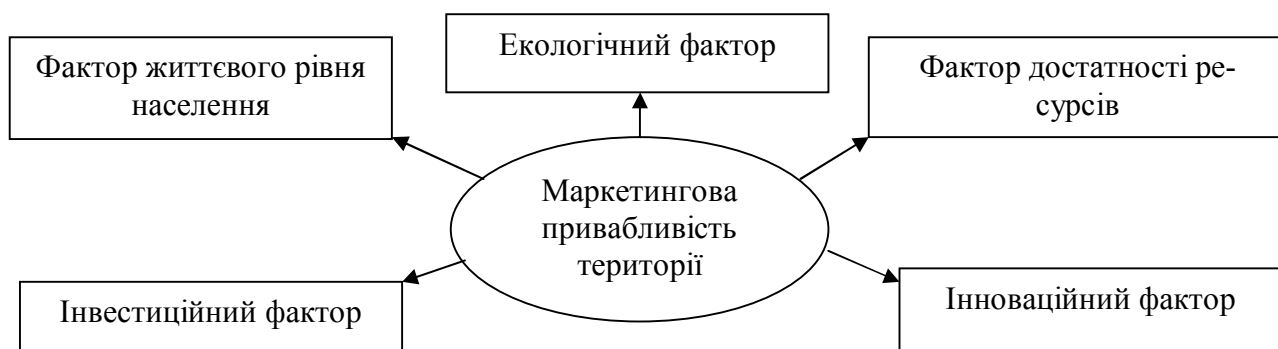 Екологічний фактор
Фактор життєвого рівня
населення
Фактор достатності ре-
сурсів
Маркетингова
привабливість
території
Інвестиційний фактор
Інноваційний фактор